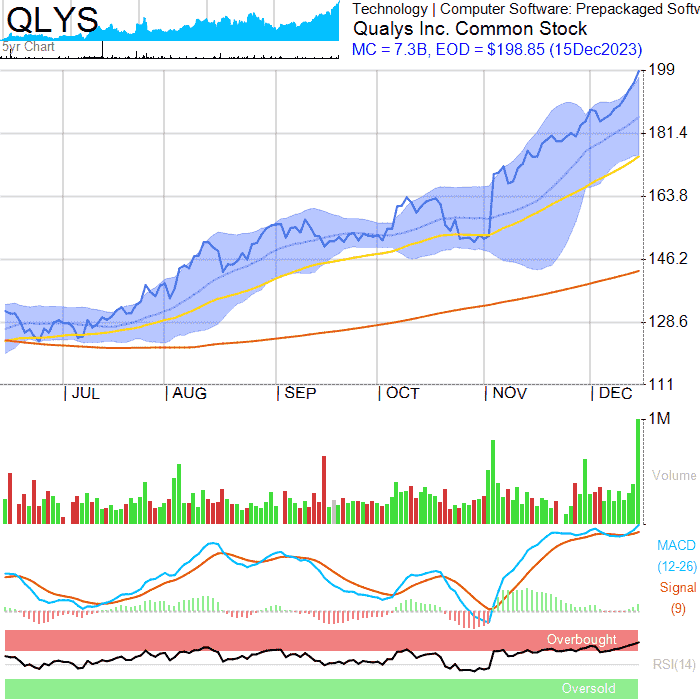 QLYS
5yr Chart
Technology | Computer Software: Prepackaged Softw
Qualys Inc. Common Stock
MC = 7.3B, EOD = $198.85 (15Dec2023)
199
181.4
163.8
146.2
128.6
111
JUL AUG SEP OCT NOV DEC
1M
Volume
MACD
(12-26)
Signal
(9)
Overbought
RSI(14)
Oversold